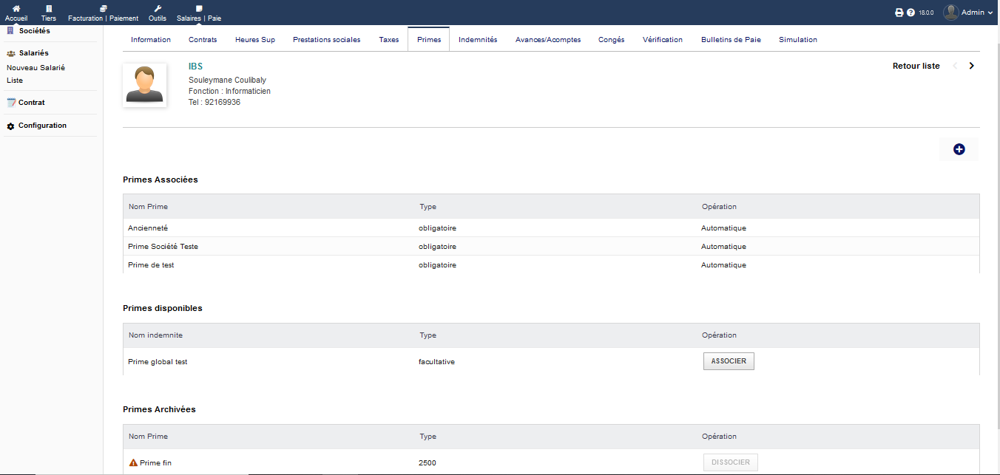 Accueil Tiers Facturation | Paiement Outils Salaires | Paie 18.0.0 Admin
Sociétés
Salariés
Nouveau Salarié
Liste
Contrat
Configuration
Information Contrats Heures Sup Prestations sociales Taxes Primes Indemnités Avances/Acomptes Congés Vérification Bulletins de Paie Simulation
IBS
Retour liste
Souleymane Coulibaly
Fonction : Informaticien
Tel : 92169936
Primes Associées
Nom Prime Type Opération
Ancienneté obligatoire Automatique
Prime Société Teste obligatoire Automatique
Prime de test obligatoire Automatique
Primes disponibles
Nom indemnite Type Opération
Prime global test facultative ASSOCIER
Primes Archivées
Nom Prime Type Opération
Prime fin 2500 DISSOCIER